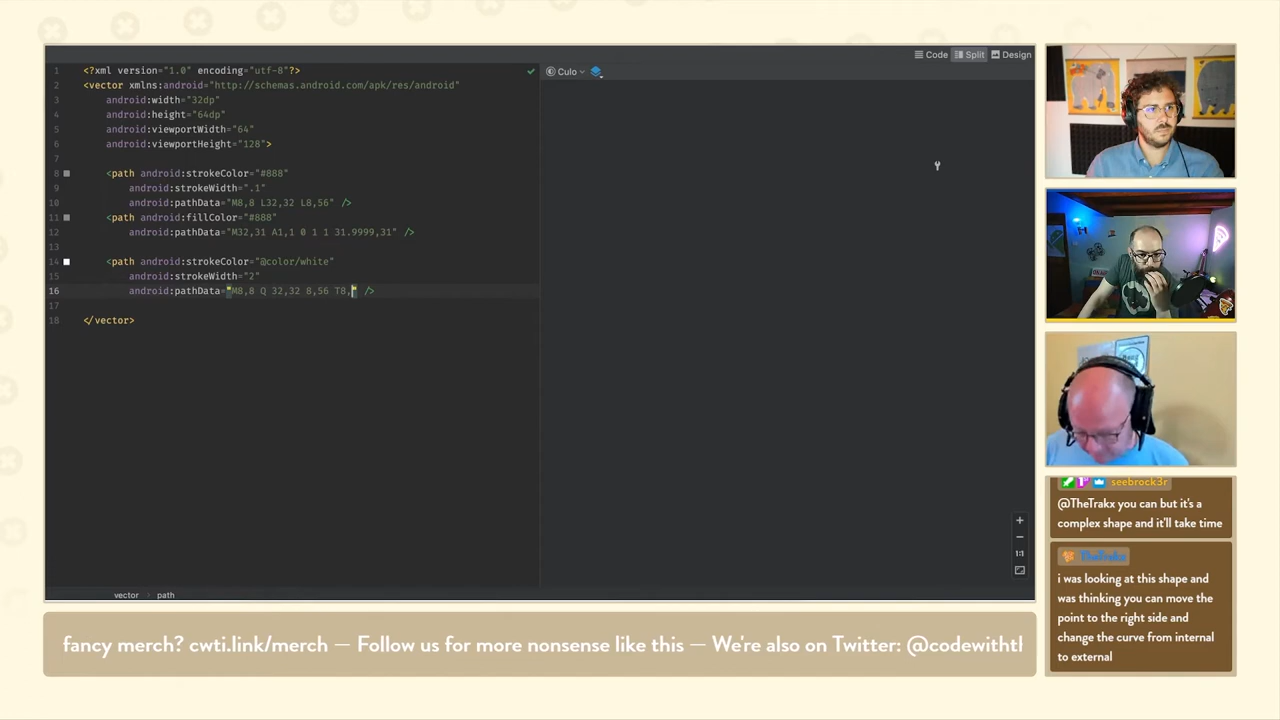 Code Split Design
1 <?xml version="1.0" encoding="utf-8"?>
2 <vector xmlns:android="http://schemas.android.com/apk/res/android"
3 android:width="32dp"
4 android:height="64dp"
5 android:viewportWidth="64"
6 android:viewportHeight="128">
7
8 <path android:strokeColor="#888"
9 android:strokeWidth=".1"
10 android:pathData="M8,8 L32,32 L8,56" />
11 <path android:fillColor="#888"
12 android:pathData="M32,31 A1,1 0 1 1 31.9999,31" />
13
14 <path android:strokeColor="@color/white"
15 android:strokeWidth="2"
16 android:pathData="M8,8 Q 32,32 8,56 T8," />
17
18 </vector>
Culo
1:1
vector › path
seebrock3r
@TheTrakx you can but it's a
complex shape and it'll take time
TheTrakx
i was looking at this shape and
was thinking you can move the
point to the right side and
change the curve from internal
to external
fancy merch? cwti.link/merch — Follow us for more nonsense like this — We're also on Twitter: @codewitht